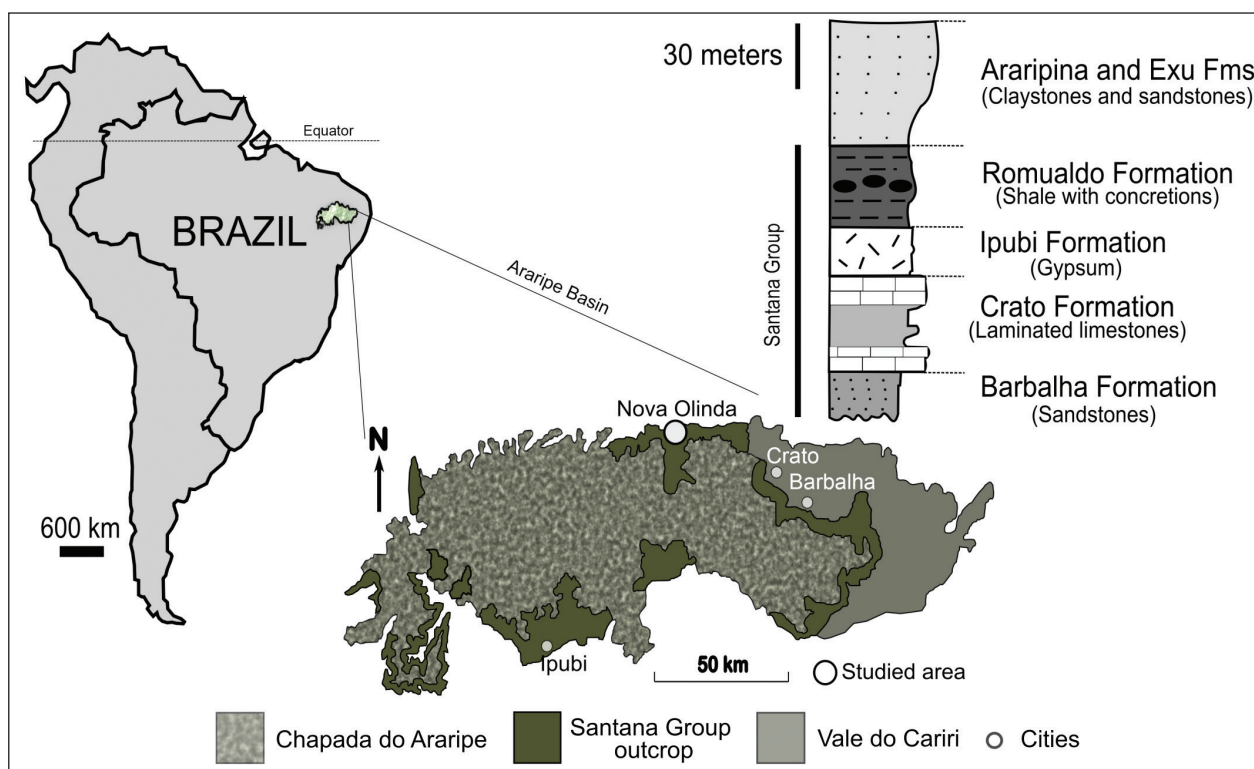 Equator
BRAZIL
Araripe Basin
30 meters
Santana Group
Araripina and Exu Fms
(Claystones and sandstones)
Romualdo Formation
(Shale with concretions)
Ipubi Formation
(Gypsum)
Crato Formation
(Laminated limestones)
Barbalha Formation
(Sandstones)
600 km
N
Nova Olinda
Crato
Barbalha
Ipubi
50 km
Studied area
Chapada do Araripe
Santana Group
outcrop
Vale do Cariri
Cities